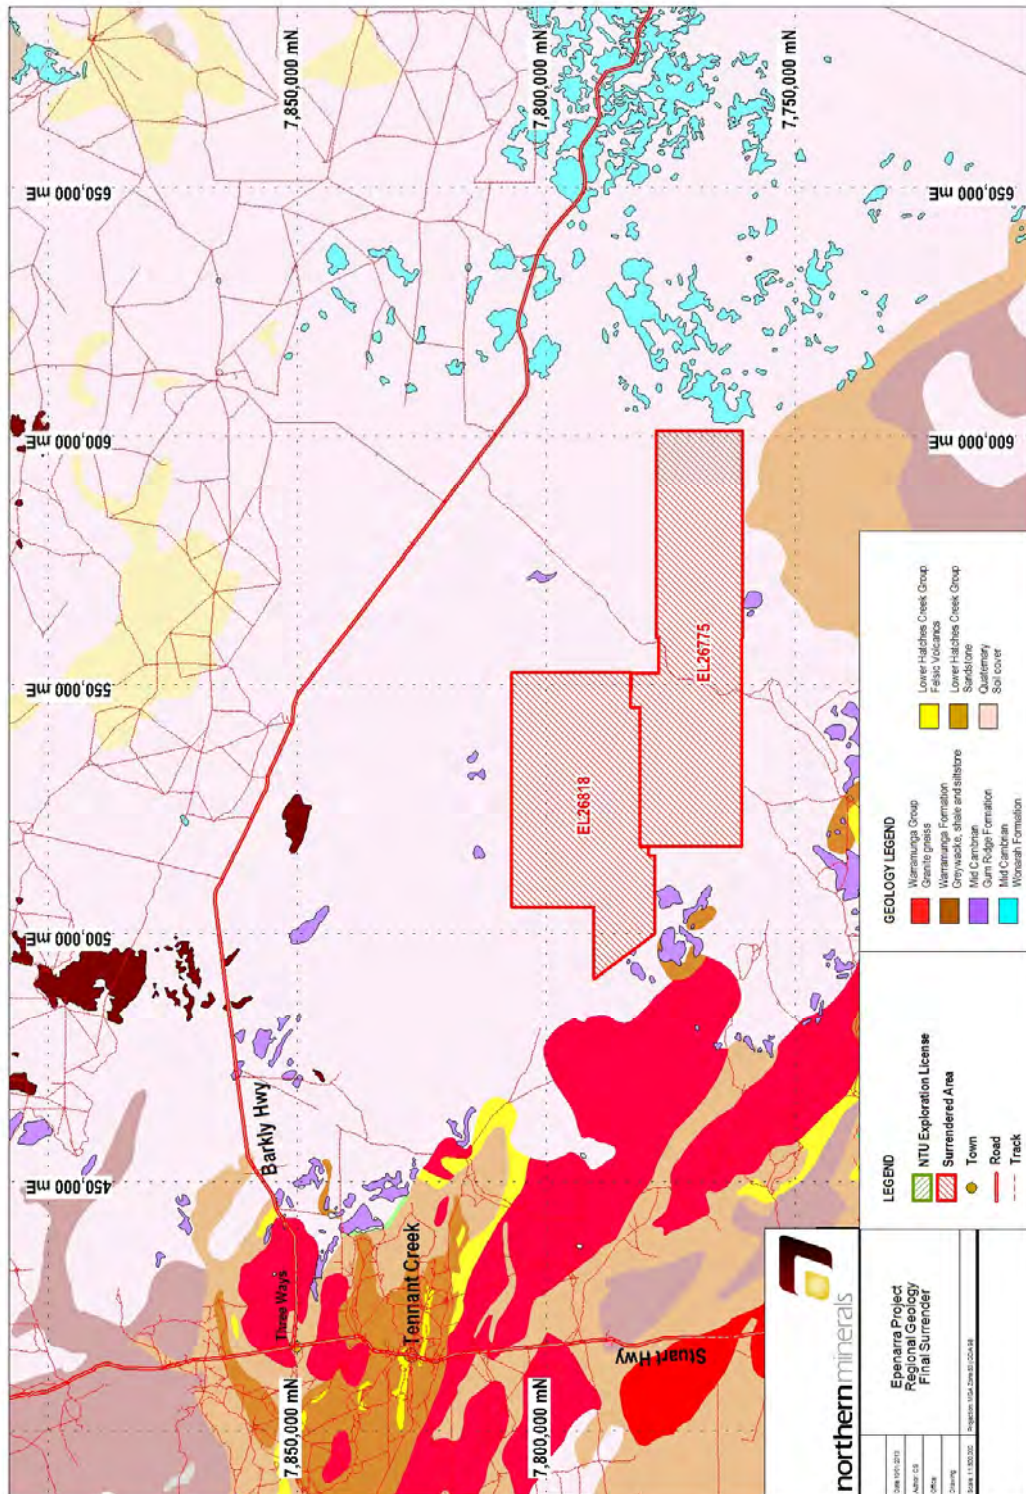 7,850,000 mN
7,800,000 mN
7,750,000 mN
650,000 mE
650,000 mE
600,000 mE
600,000 mE
550,000 mE
500,000 mE
450,000 mE
7,850,000 mN
7,800,000 mN
Barkly Hwy
Three Ways
Tennant Creek
Stuart Hwy
EL26818
EL26775
northernminerals
Epenarra Project
Regional Geology
Final Surrender
Author: CS
Office:
Drawing:
LEGEND
NTU Exploration License
Surrendered Area
Town
Road
Track
GEOLOGY LEGEND
Warramunga Group
Granite gneiss
Warramunga Formation
Greywacke, shale and siltstone
Mid Cambrian
Gum Ridge Formation
Mid Cambrian
Wonarah Formation
Lower Hatches Creek Group
Felsic Volcanics
Lower Hatches Creek Group
Sandstone
Quaternary
Soil cover